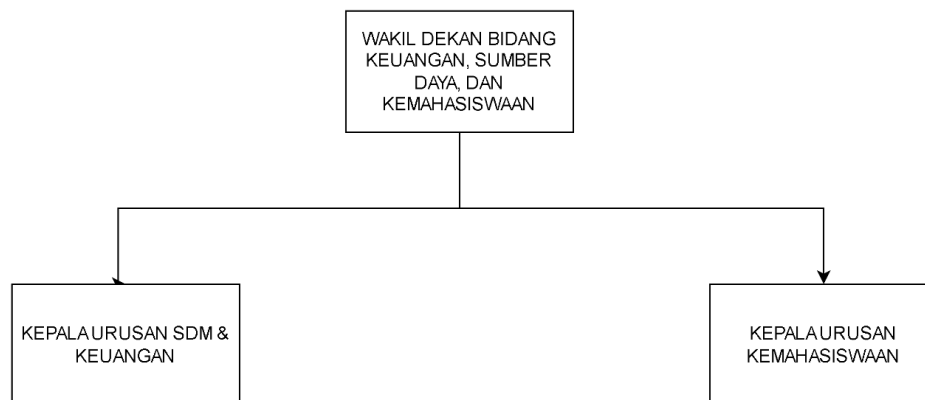 WAKIL DEKAN BIDANG
KEUANGAN, SUMBER
DAYA, DAN
KEMAHASISWAAN
KEPALA URUSAN SDM &
KEUANGAN
KEPALA URUSAN
KEMAHASISWAAN